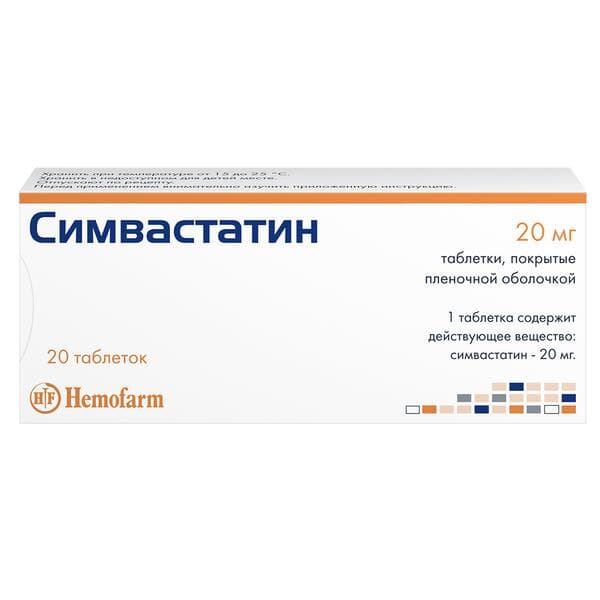 Хранить при температуре от 15 до 25 °С.
Хранить в недоступном для детей месте.
Отпускают по рецепту.
Перед применением внимательно изучить приложенную инструкцию.
Симвастатин
20 мг
таблетки, покрытые
пленочной оболочкой
1 таблетка содержит
действующее вещество:
симвастатин - 20 мг.
20 таблеток
HF Hemofarm